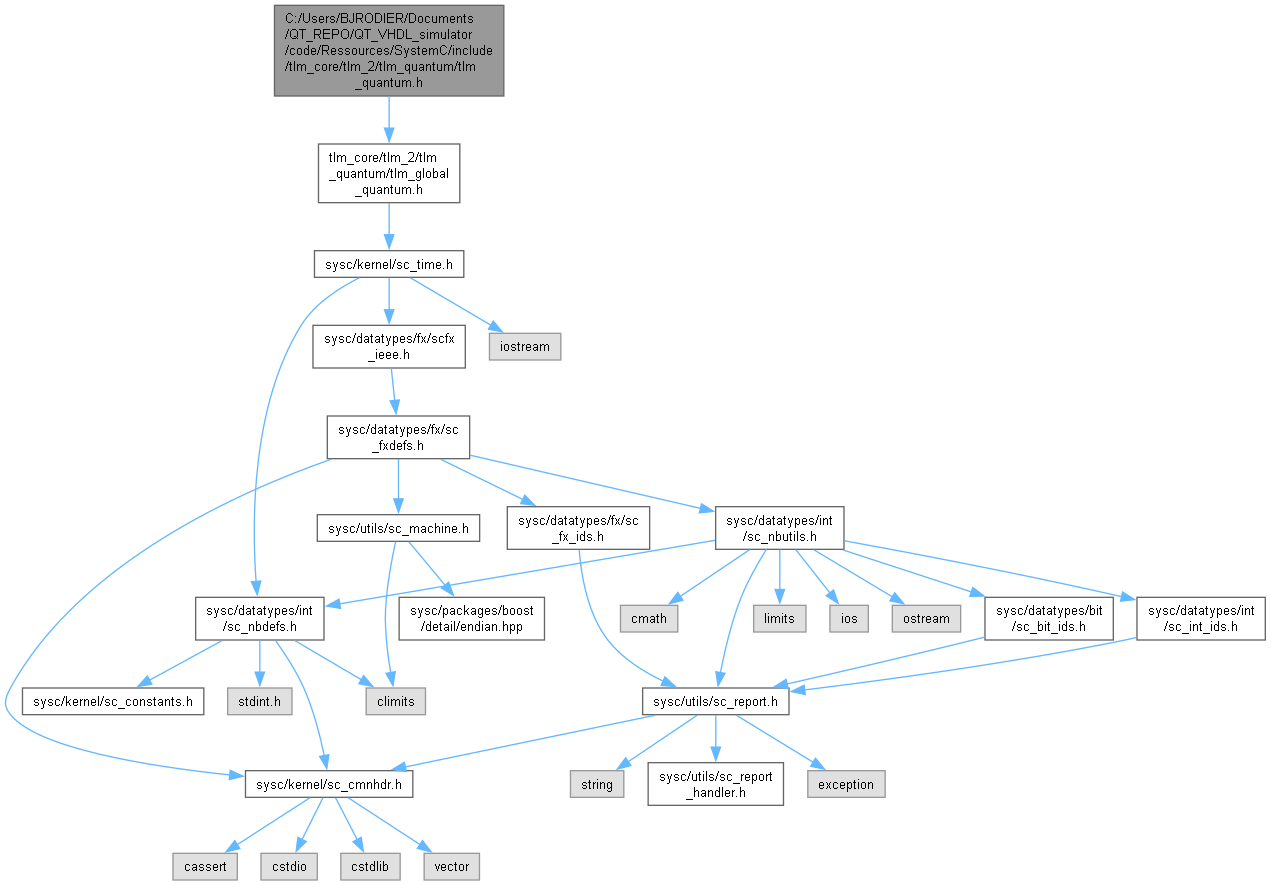 C:/Users/BJRODIER/Documents
/QT_REPO/QT_VHDL_simulator
/code/Ressources/SystemC/include
/tlm_core/tlm_2/tlm_quantum/tlm
_quantum.h
tlm_core/tlm_2/tlm
_quantum/tlm_global
_quantum.h
sysc/kernel/sc_time.h
sysc/datatypes/fx/scfx
_ieee.h
iostream
sysc/datatypes/fx/sc
_fxdefs.h
sysc/utils/sc_machine.h
sysc/datatypes/fx/sc
_fx_ids.h
sysc/datatypes/int
/sc_nbutils.h
sysc/datatypes/int
/sc_nbdefs.h
sysc/packages/boost
/detail/endian.hpp
cmath
limits
ios
ostream
sysc/datatypes/bit
/sc_bit_ids.h
sysc/datatypes/int
/sc_int_ids.h
sysc/kernel/sc_constants.h
stdint.h
climits
sysc/utils/sc_report.h
sysc/kernel/sc_cmnhdr.h
string
sysc/utils/sc_report
_handler.h
exception
cassert
cstdio
cstdlib
vector